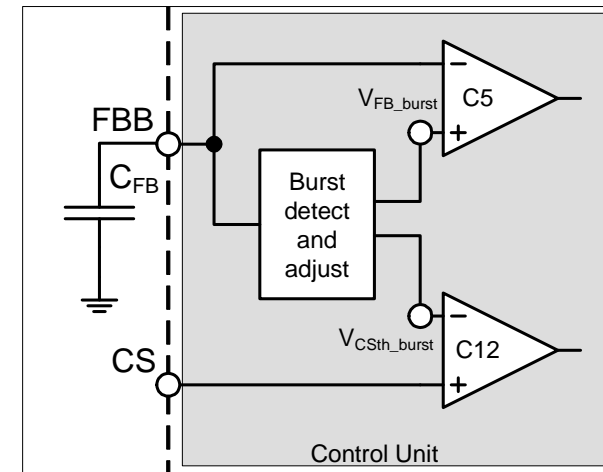 FBB
C_FB
CS
Burst
detect
and
adjust
V_FB_burst
−
C5
+
V_CSth_burst
−
C12
+
Control Unit